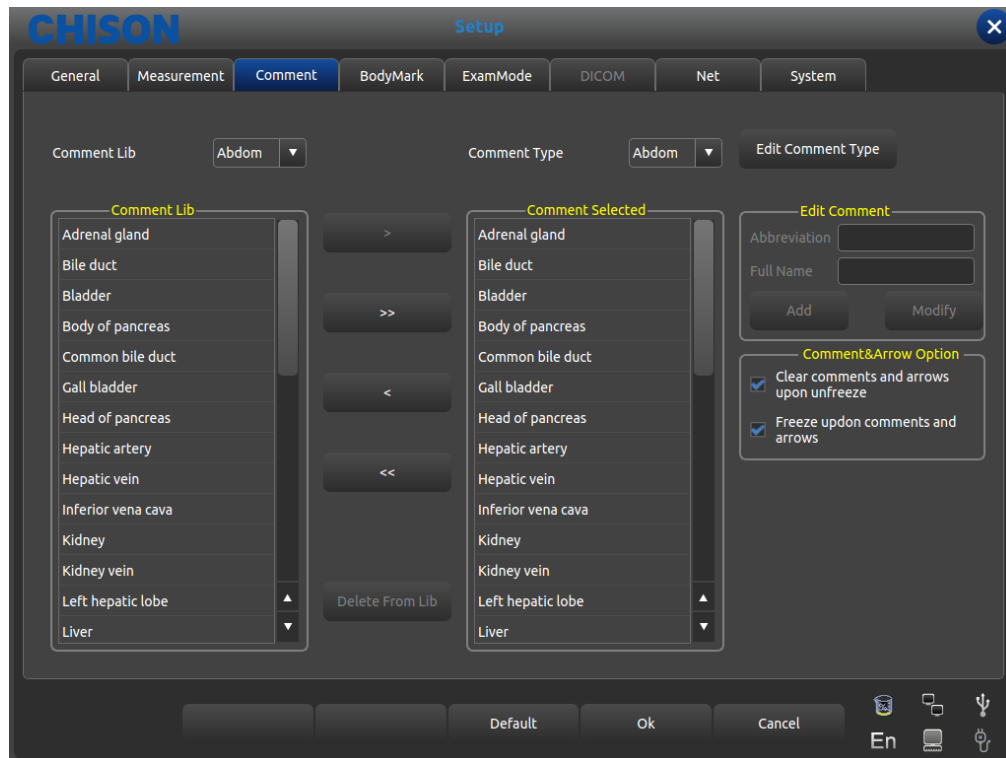 CHISON
Setup
General Measurement Comment BodyMark ExamMode DICOM Net System
Comment Lib Abdom
Comment Type Abdom
Edit Comment Type
Comment Lib
Adrenal gland
Bile duct
Bladder
Body of pancreas
Common bile duct
Gall bladder
Head of pancreas
Hepatic artery
Hepatic vein
Inferior vena cava
Kidney
Kidney vein
Left hepatic lobe
Liver
>
>>
<
<<
Delete From Lib
Comment Selected
Adrenal gland
Bile duct
Bladder
Body of pancreas
Common bile duct
Gall bladder
Head of pancreas
Hepatic artery
Hepatic vein
Inferior vena cava
Kidney
Kidney vein
Left hepatic lobe
Liver
Edit Comment
Abbreviation
Full Name
Add Modify
Comment&Arrow Option
Clear comments and arrows
upon unfreeze
Freeze updon comments and
arrows
Default Ok Cancel
En